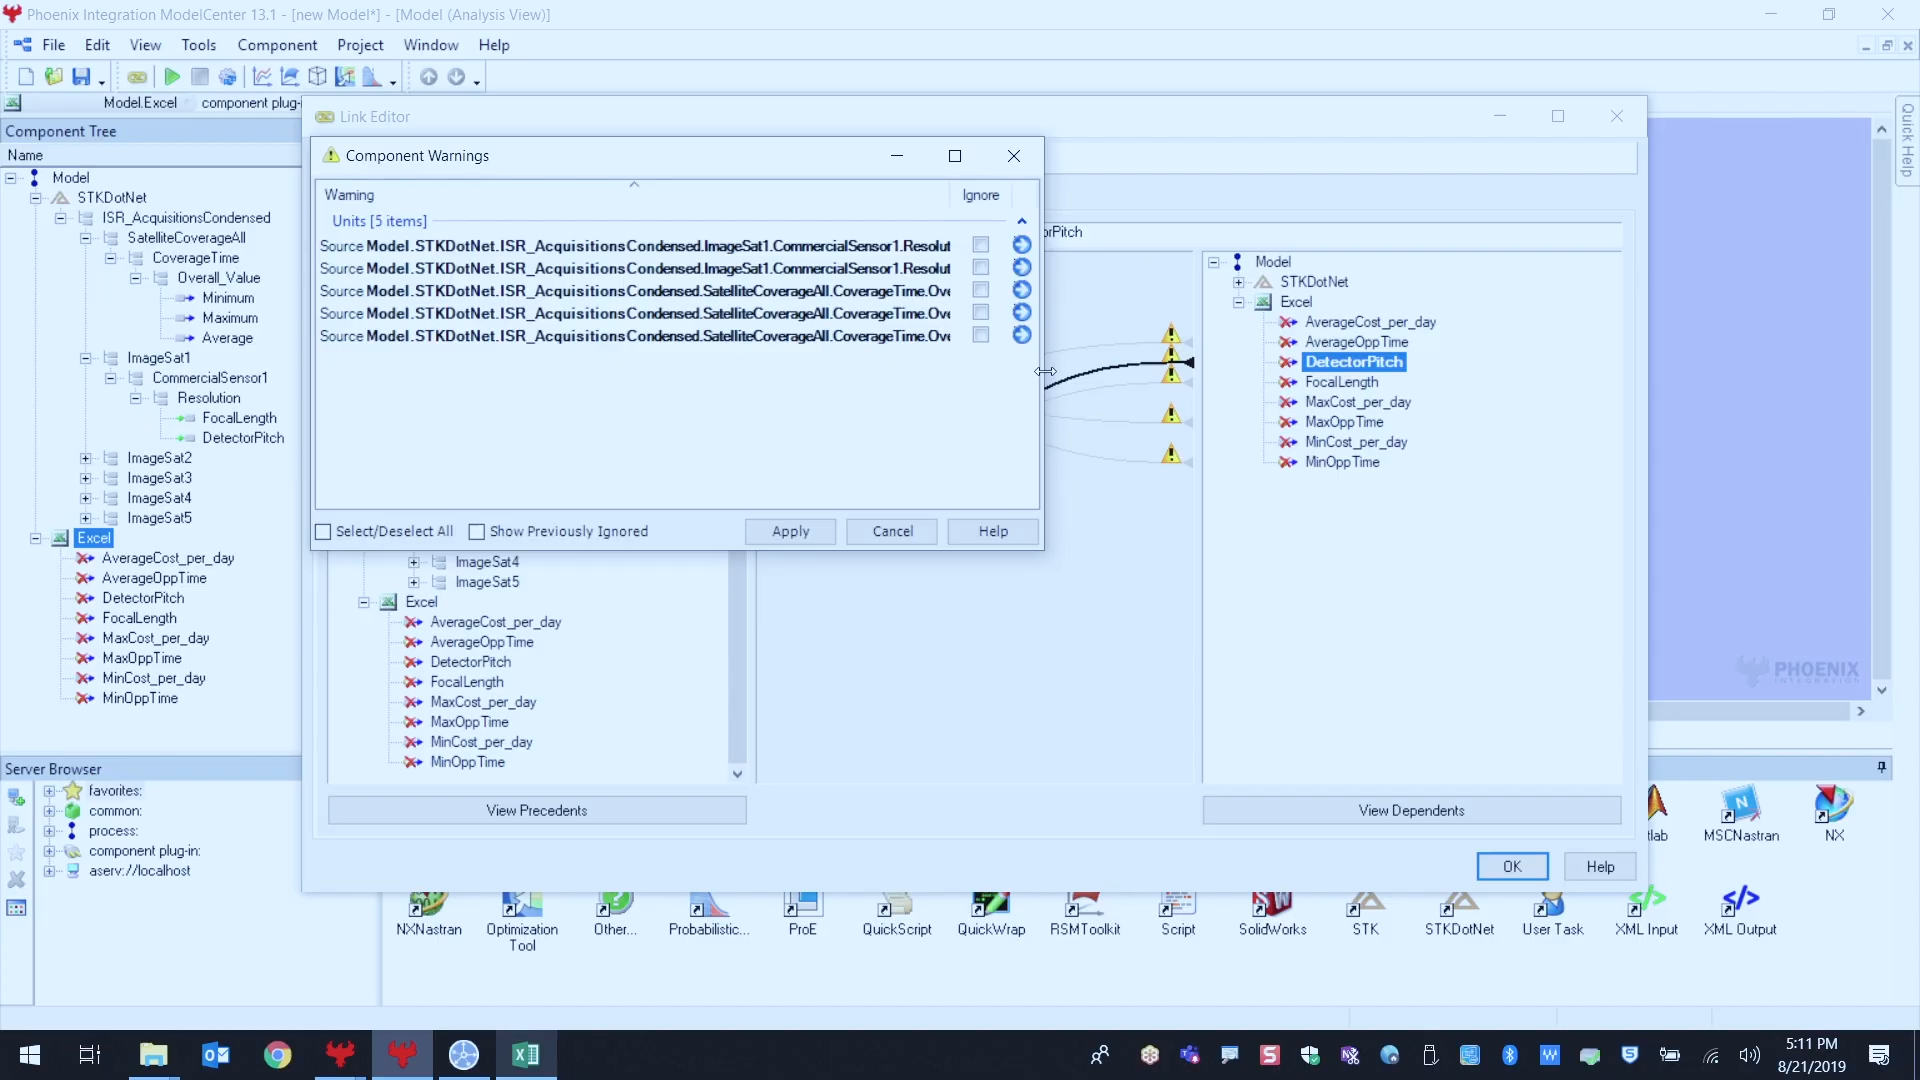 Phoenix Integration ModelCenter 13.1 - [new Model*] - [Model (Analysis View)]
File Edit View Tools Component Project Window Help
Model.Excel component plug-
Link Editor
Quick Help
Component Tree
Name
Model
STKDotNet
ISR_AcquisitionsCondensed
SatelliteCoverageAll
CoverageTime
Overall_Value
Minimum
Maximum
Average
ImageSat1
CommercialSensor1
Resolution
FocalLength
DetectorPitch
ImageSat2
ImageSat3
ImageSat4
ImageSat5
Excel
AverageCost_per_day
AverageOppTime
DetectorPitch
FocalLength
MaxCost_per_day
MaxOppTime
MinCost_per_day
MinOppTime
Component Warnings
Warning Ignore
Units [5 items]
Source Model.STKDotNet.ISR_AcquisitionsCondensed.ImageSat1.CommercialSensor1.Resolut
Source Model.STKDotNet.ISR_AcquisitionsCondensed.ImageSat1.CommercialSensor1.Resolut
Source Model.STKDotNet.ISR_AcquisitionsCondensed.SatelliteCoverageAll.CoverageTime.Ove
Source Model.STKDotNet.ISR_AcquisitionsCondensed.SatelliteCoverageAll.CoverageTime.Ove
Source Model.STKDotNet.ISR_AcquisitionsCondensed.SatelliteCoverageAll.CoverageTime.Ove
Select/Deselect All Show Previously Ignored Apply Cancel Help
ImageSat4
ImageSat5
Excel
AverageCost_per_day
AverageOppTime
DetectorPitch
FocalLength
MaxCost_per_day
MaxOppTime
MinCost_per_day
MinOppTime
View Precedents
orPitch
Model
STKDotNet
Excel
AverageCost_per_day
AverageOppTime
DetectorPitch
FocalLength
MaxCost_per_day
MaxOppTime
MinCost_per_day
MinOppTime
View Dependents
OK Help
PHOENIX
INTEGRATION
Server Browser
favorites:
common:
process:
component plug-in:
aserv://localhost
tlab MSCNastran NX
NXNastran Optimization Tool Other... Probabilistic... ProE QuickScript QuickWrap RSMToolkit Script SolidWorks STK STKDotNet User Task XML Input XML Output
5:11 PM
8/21/2019